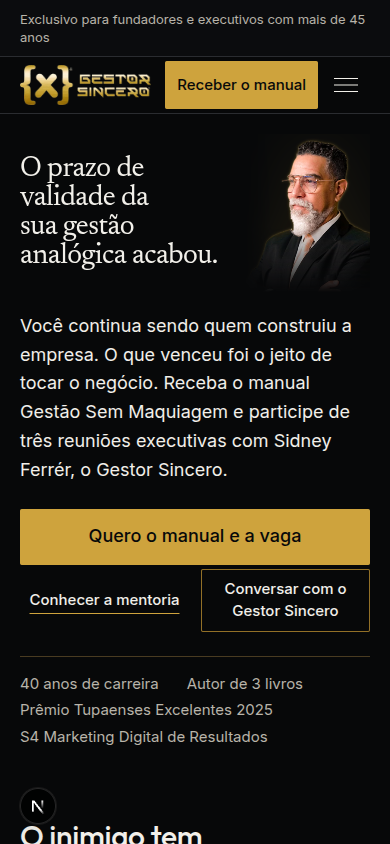 Exclusivo para fundadores e executivos com mais de 45
anos
{x} GESTOR
SINCERO
Receber o manual
O prazo de
validade da
sua gestão
analógica acabou.
Você continua sendo quem construiu a
empresa. O que venceu foi o jeito de
tocar o negócio. Receba o manual
Gestão Sem Maquiagem e participe de
três reuniões executivas com Sidney
Ferrér, o Gestor Sincero.
Quero o manual e a vaga
Conhecer a mentoria
Conversar com o
Gestor Sincero
40 anos de carreira Autor de 3 livros
Prêmio Tupaenses Excelentes 2025
S4 Marketing Digital de Resultados
N
O inimigo tem